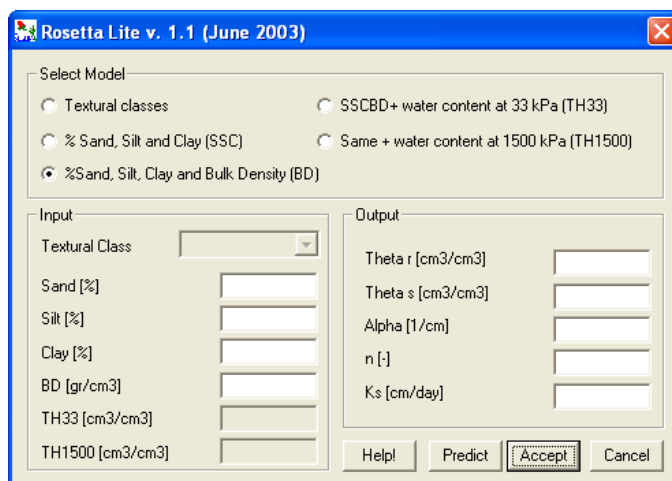 Rosetta Lite v. 1.1 (June 2003)
Select Model
Textural classes
SSCBD+ water content at 33 kPa (TH33)
% Sand, Silt and Clay (SSC)
Same + water content at 1500 kPa (TH1500)
%Sand, Silt, Clay and Bulk Density (BD)
Input
Textural Class
Sand [%]
Silt [%]
Clay [%]
BD [gr/cm3]
TH33 [cm3/cm3]
TH1500 [cm3/cm3]
Output
Theta r [cm3/cm3]
Theta s [cm3/cm3]
Alpha [1/cm]
n [-]
Ks [cm/day]
Help!
Predict
Accept
Cancel